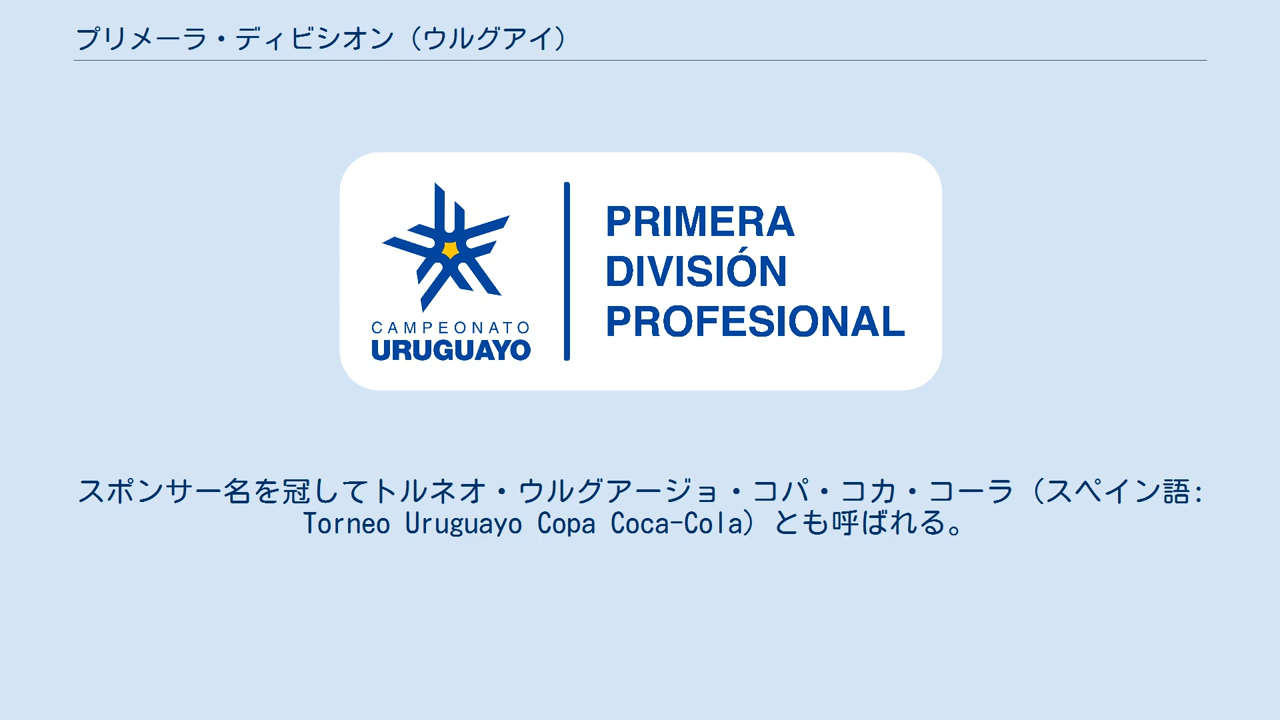 プリメーラ・ディビシオン（ウルグアイ）
CAMPEONATO
URUGUAYO
PRIMERA
DIVISIÓN
PROFESIONAL
スポンサー名を冠してトルネオ・ウルグアージョ・コパ・コカ・コーラ（スペイン語:
Torneo Uruguayo Copa Coca-Cola）とも呼ばれる。